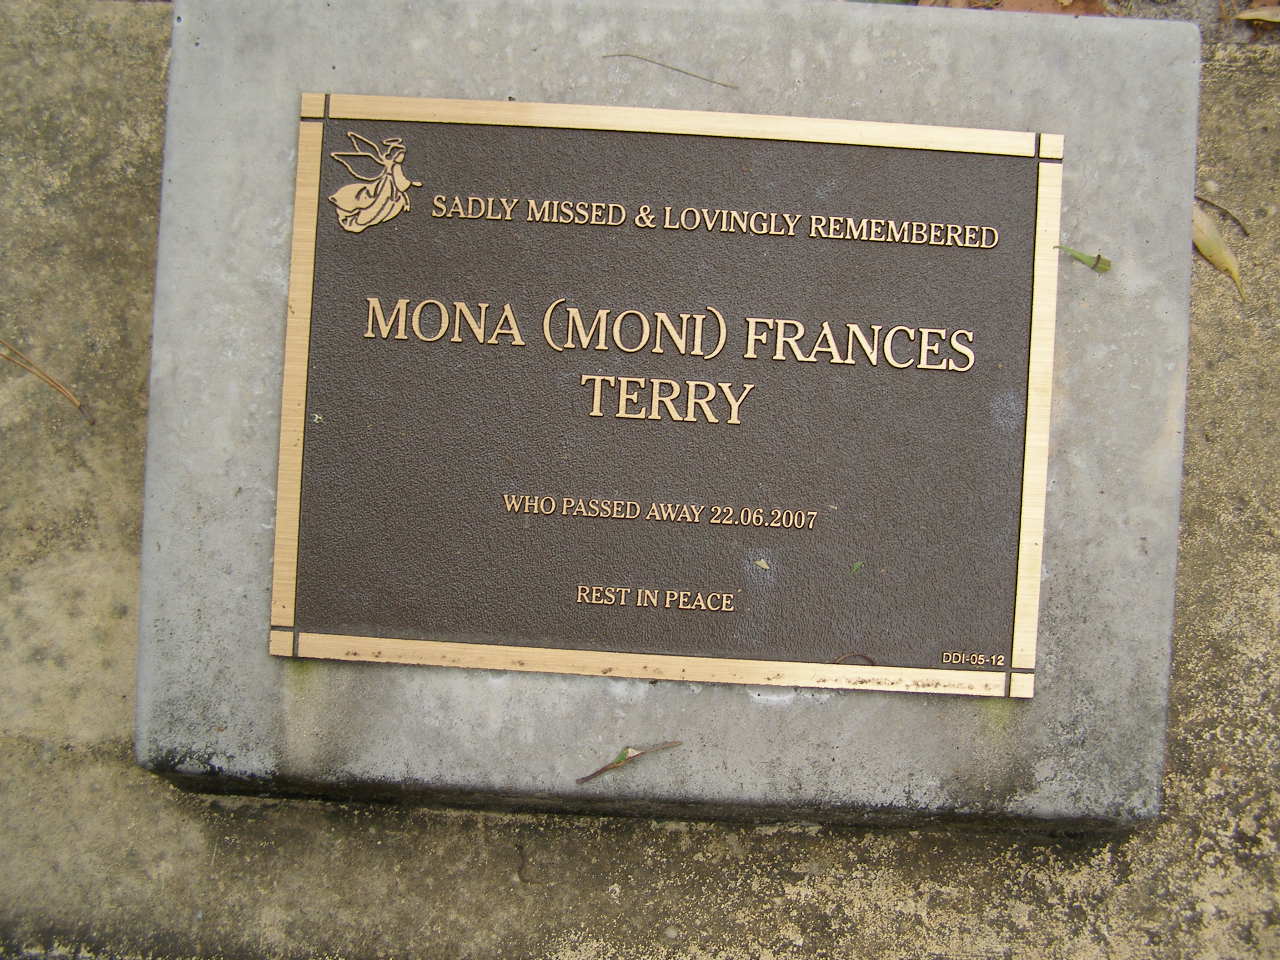 SADLY MISSED & LOVINGLY REMEMBERED
MONA (MONI) FRANCES
TERRY
WHO PASSED AWAY 22.06.2007
REST IN PEACE
DDI-05-12